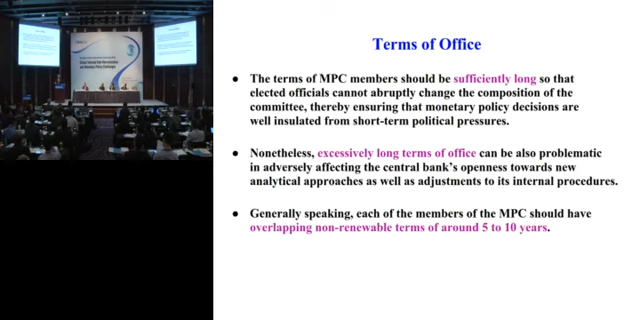 Terms of Office
● The terms of MPC members should be sufficiently long so that
elected officials cannot abruptly change the composition of the
committee, thereby ensuring that monetary policy decisions are
well insulated from short-term political pressures.
● Nonetheless, excessively long terms of office can be also problematic
in adversely affecting the central bank's openness towards new
analytical approaches as well as adjustments to its internal procedures.
● Generally speaking, each of the members of the MPC should have
overlapping non-renewable terms of around 5 to 10 years.